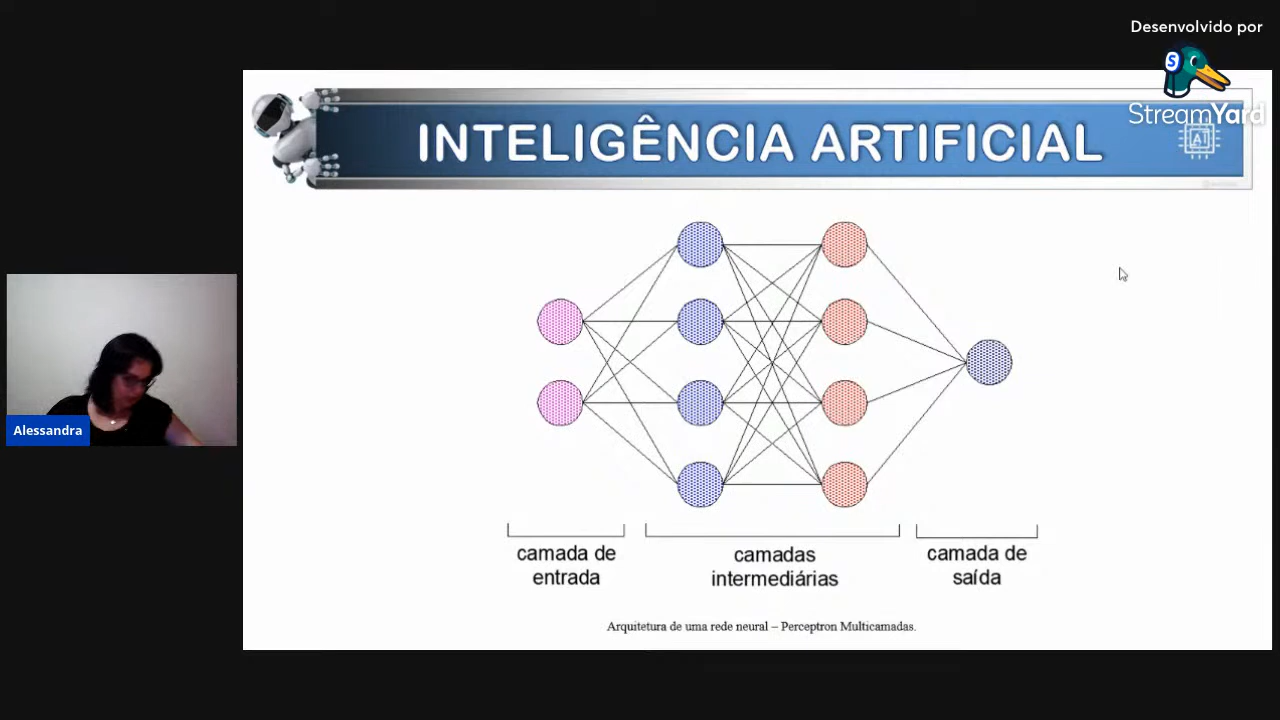 Desenvolvido por
S
StreamYard
INTELIGÊNCIA ARTIFICIAL
AI
Alessandra
camada de
entrada
camadas
intermediárias
camada de
saída
Arquitetura de uma rede neural – Perceptron Multicamadas.